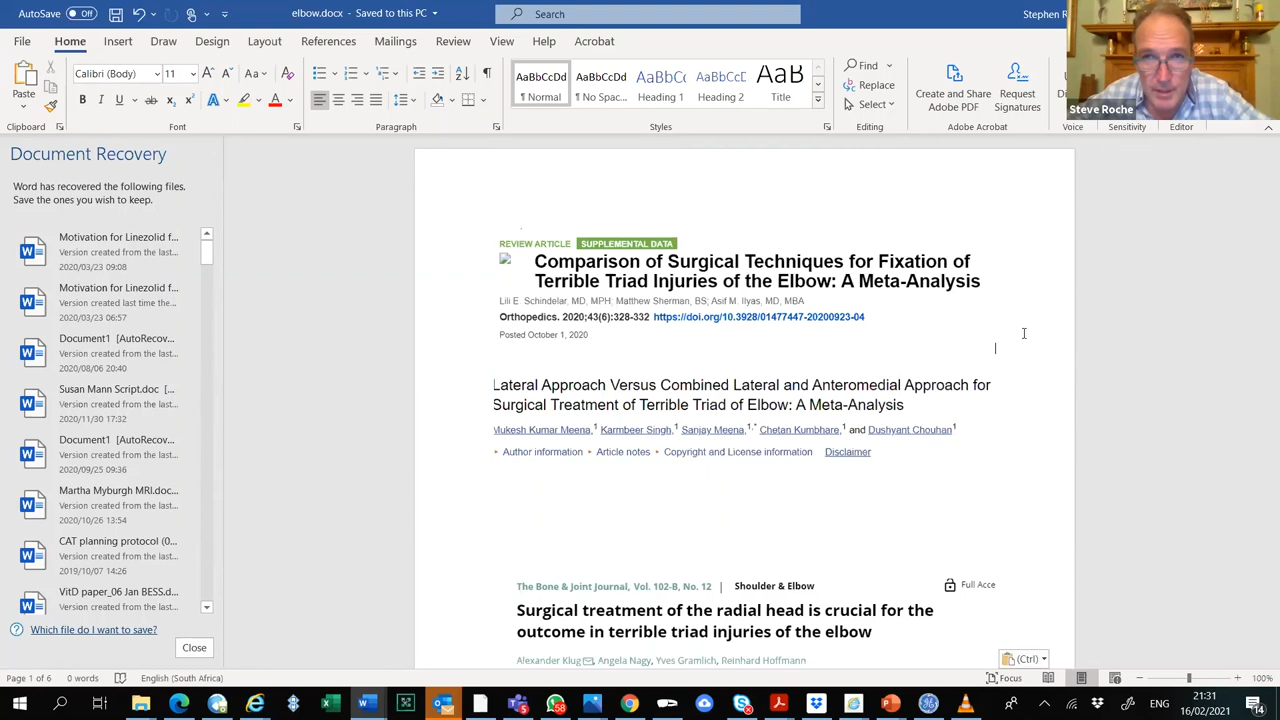 AutoSave Off
elbow.docx - Saved to this PC
Search
Stephen R
File Home Insert Draw Design Layout References Mailings Review View Help Acrobat
Paste
Calibri (Body) 11
AaBbCcDd AaBbCcDd AaBbCc AaBbCcD AaB
¶ Normal ¶ No Spac... Heading 1 Heading 2 Title
Find
Replace
Select
Create and Share Adobe PDF
Request Signatures
Clipboard Font Paragraph Styles Editing Adobe Acrobat Voice Sensitivity Editor
Steve Roche
Document Recovery
Word has recovered the following files.
Save the ones you wish to keep.
Motivation for Linezolid f...
Version created from the last...
2020/03/23 09:08
Motivation for Linezolid f...
Version created last time the...
2020/03/23 06:57
Document1 [AutoRecov...
Version created from the last...
2020/08/06 20:40
Susan Mann Script.doc [...
Version created from the last...
2020/11/30 17:32
Document1 [AutoRecov...
Version created from the last...
2020/09/25 09:36
Martha Myburgh MRI.doc...
Version created from the last...
2020/10/26 13:54
CAT planning protocol (0...
Version created from the last...
2019/10/07 14:26
VitD paper_06 Jan BESS.d...
Version created from the last...
Which file do I want to save?
Close
REVIEW ARTICLE SUPPLEMENTAL DATA
Comparison of Surgical Techniques for Fixation of
Terrible Triad Injuries of the Elbow: A Meta-Analysis
Lili E. Schindelar, MD, MPH; Matthew Sherman, BS; Asif M. Ilyas, MD, MBA
Orthopedics. 2020;43(6):328-332 https://doi.org/10.3928/01477447-20200923-04
Posted October 1, 2020
Lateral Approach Versus Combined Lateral and Anteromedial Approach for
Surgical Treatment of Terrible Triad of Elbow: A Meta-Analysis
Mukesh Kumar Meena,1 Karmbeer Singh,1 Sanjay Meena,1,* Chetan Kumbhare,1 and Dushyant Chouhan1
▸ Author information ▸ Article notes ▸ Copyright and License information Disclaimer
The Bone & Joint Journal, Vol. 102-B, No. 12 | Shoulder & Elbow
Full Acce
Surgical treatment of the radial head is crucial for the
outcome in terrible triad injuries of the elbow
Alexander Klug, Angela Nagy, Yves Gramlich, Reinhard Hoffmann
(Ctrl)
Page 1 of 6 0 words English (South Africa)
Focus
100%
58
ENG
21:31
16/02/2021
14